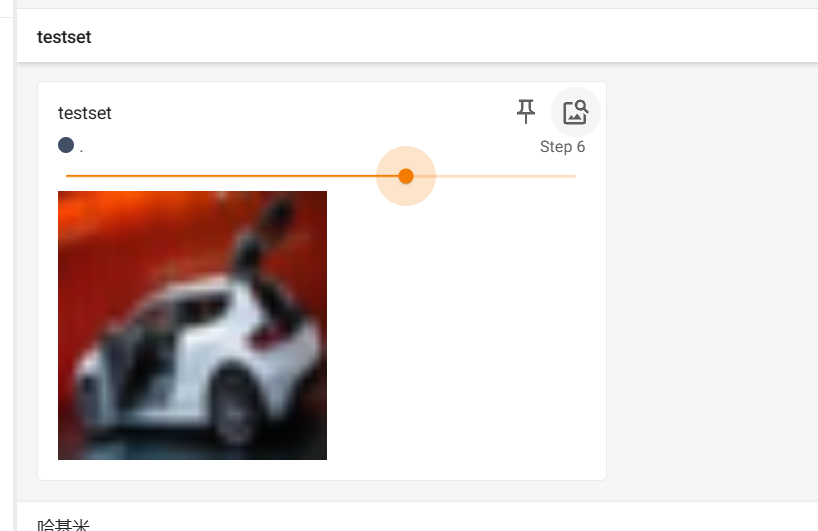 testset
testset
.
Step 6
哈基米